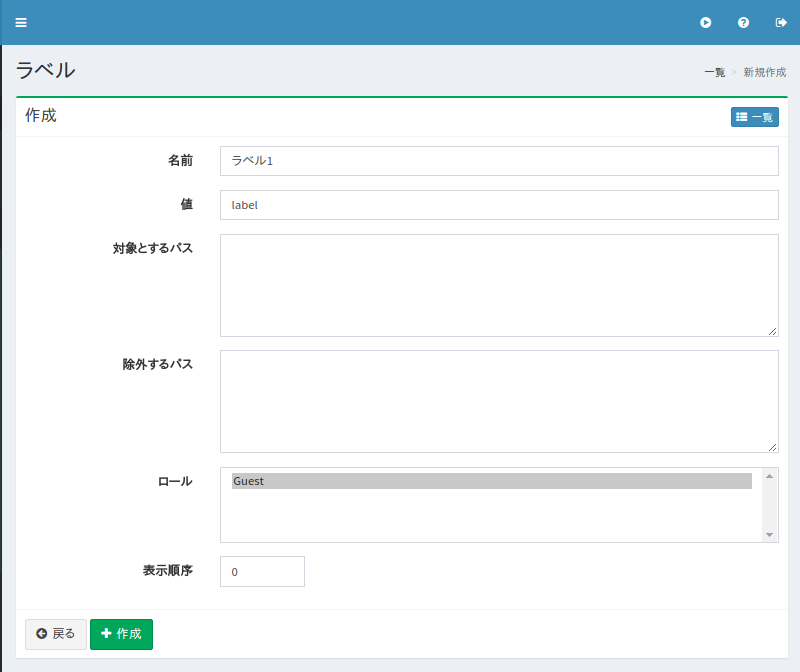 ラベル
一覧 > 新規作成
作成
一覧
名前
ラベル1
値
label
対象とするパス
除外するパス
ロール
Guest
表示順序
0
戻る
作成